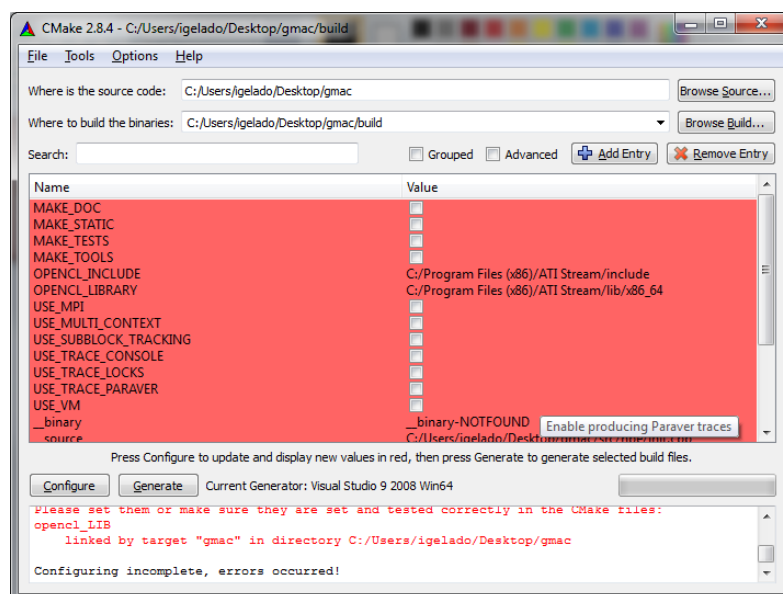 CMake 2.8.4 - C:/Users/igelado/Desktop/gmac/build
File Tools Options Help
Where is the source code: C:/Users/igelado/Desktop/gmac Browse Source...
Where to build the binaries: C:/Users/igelado/Desktop/gmac/build Browse Build...
Search: Grouped Advanced Add Entry Remove Entry
Name Value
MAKE_DOC
MAKE_STATIC
MAKE_TESTS
MAKE_TOOLS
OPENCL_INCLUDE C:/Program Files (x86)/ATI Stream/include
OPENCL_LIBRARY C:/Program Files (x86)/ATI Stream/lib/x86_64
USE_MPI
USE_MULTI_CONTEXT
USE_SUBBLOCK_TRACKING
USE_TRACE_CONSOLE
USE_TRACE_LOCKS
USE_TRACE_PARAVER
USE_VM
__binary __binary-NOTFOUND
Enable producing Paraver traces
__source
Press Configure to update and display new values in red, then press Generate to generate selected build files.
Configure Generate Current Generator: Visual Studio 9 2008 Win64
Please set them or make sure they are set and tested correctly in the CMake files:
opencl_LIB
linked by target "gmac" in directory C:/Users/igelado/Desktop/gmac
Configuring incomplete, errors occurred!